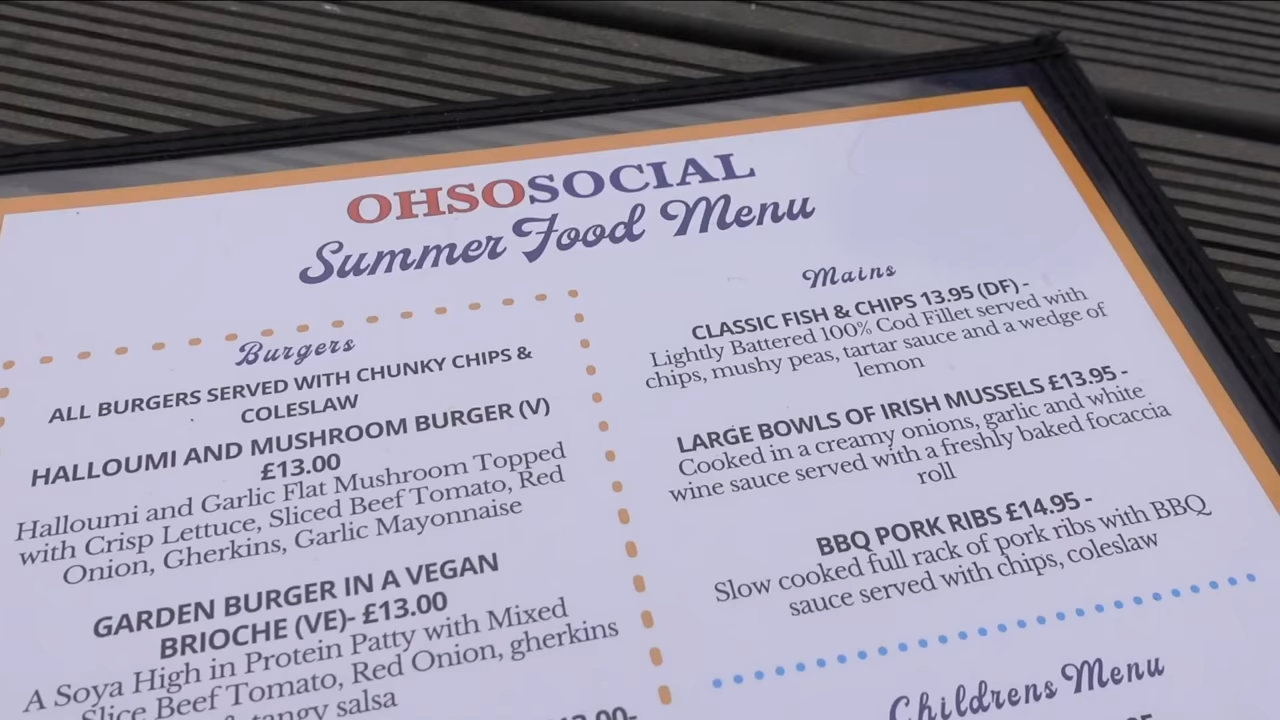 OHSOSOCIAL
Summer Food Menu
Burgers
ALL BURGERS SERVED WITH CHUNKY CHIPS &
COLESLAW
HALLOUMI AND MUSHROOM BURGER (V)
£13.00
Halloumi and Garlic Flat Mushroom Topped
with Crisp Lettuce, Sliced Beef Tomato, Red
Onion, Gherkins, Garlic Mayonnaise
GARDEN BURGER IN A VEGAN
BRIOCHE (VE)- £13.00
A Soya High in Protein Patty with Mixed
Slice Beef Tomato, Red Onion, gherkins
& tangy salsa
Mains
CLASSIC FISH & CHIPS 13.95 (DF) -
Lightly Battered 100% Cod Fillet served with
chips, mushy peas, tartar sauce and a wedge of
lemon
LARGE BOWLS OF IRISH MUSSELS £13.95 -
Cooked in a creamy onions, garlic and white
wine sauce served with a freshly baked focaccia
roll
BBQ PORK RIBS £14.95 -
Slow cooked full rack of pork ribs with BBQ
sauce served with chips, coleslaw
Childrens Menu